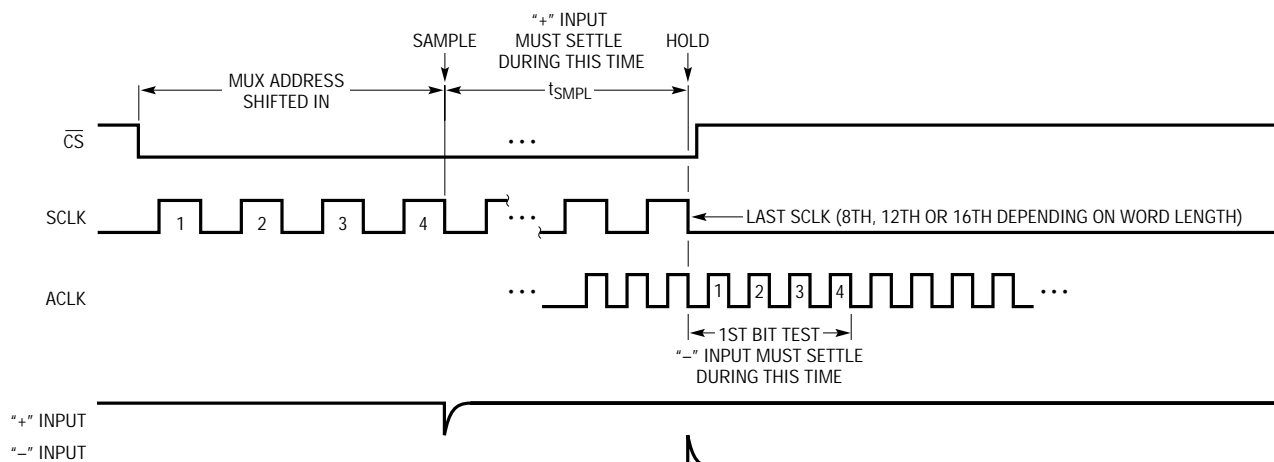 “+” INPUT
MUST SETTLE
DURING THIS TIME
SAMPLE
HOLD
MUX ADDRESS
SHIFTED IN
tSMPL
CS
•••
SCLK
1 2 3 4
•••
LAST SCLK (8TH, 12TH OR 16TH DEPENDING ON WORD LENGTH)
ACLK
•••
1 2 3 4
•••
1ST BIT TEST
“–” INPUT MUST SETTLE
DURING THIS TIME
“+” INPUT
“–” INPUT